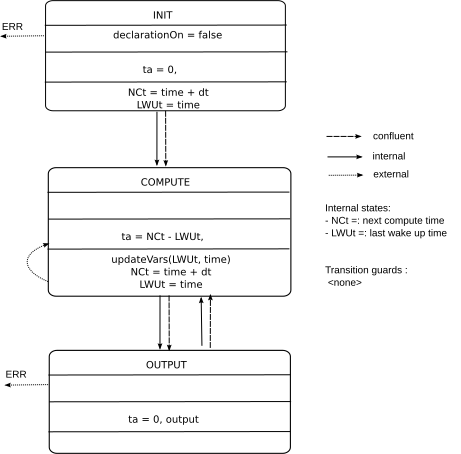 INIT
ERR
declarationOn = false
ta = 0,
NCt = time + dt
LWUt = time
confluent
internal
external
COMPUTE
Internal states:
- NCt =: next compute time
- LWUt =: last wake up time
ta = NCt - LWUt,
updateVars(LWUt, time)
NCt = time + dt
LWUt = time
Transition guards :
<none>
OUTPUT
ERR
ta = 0, output